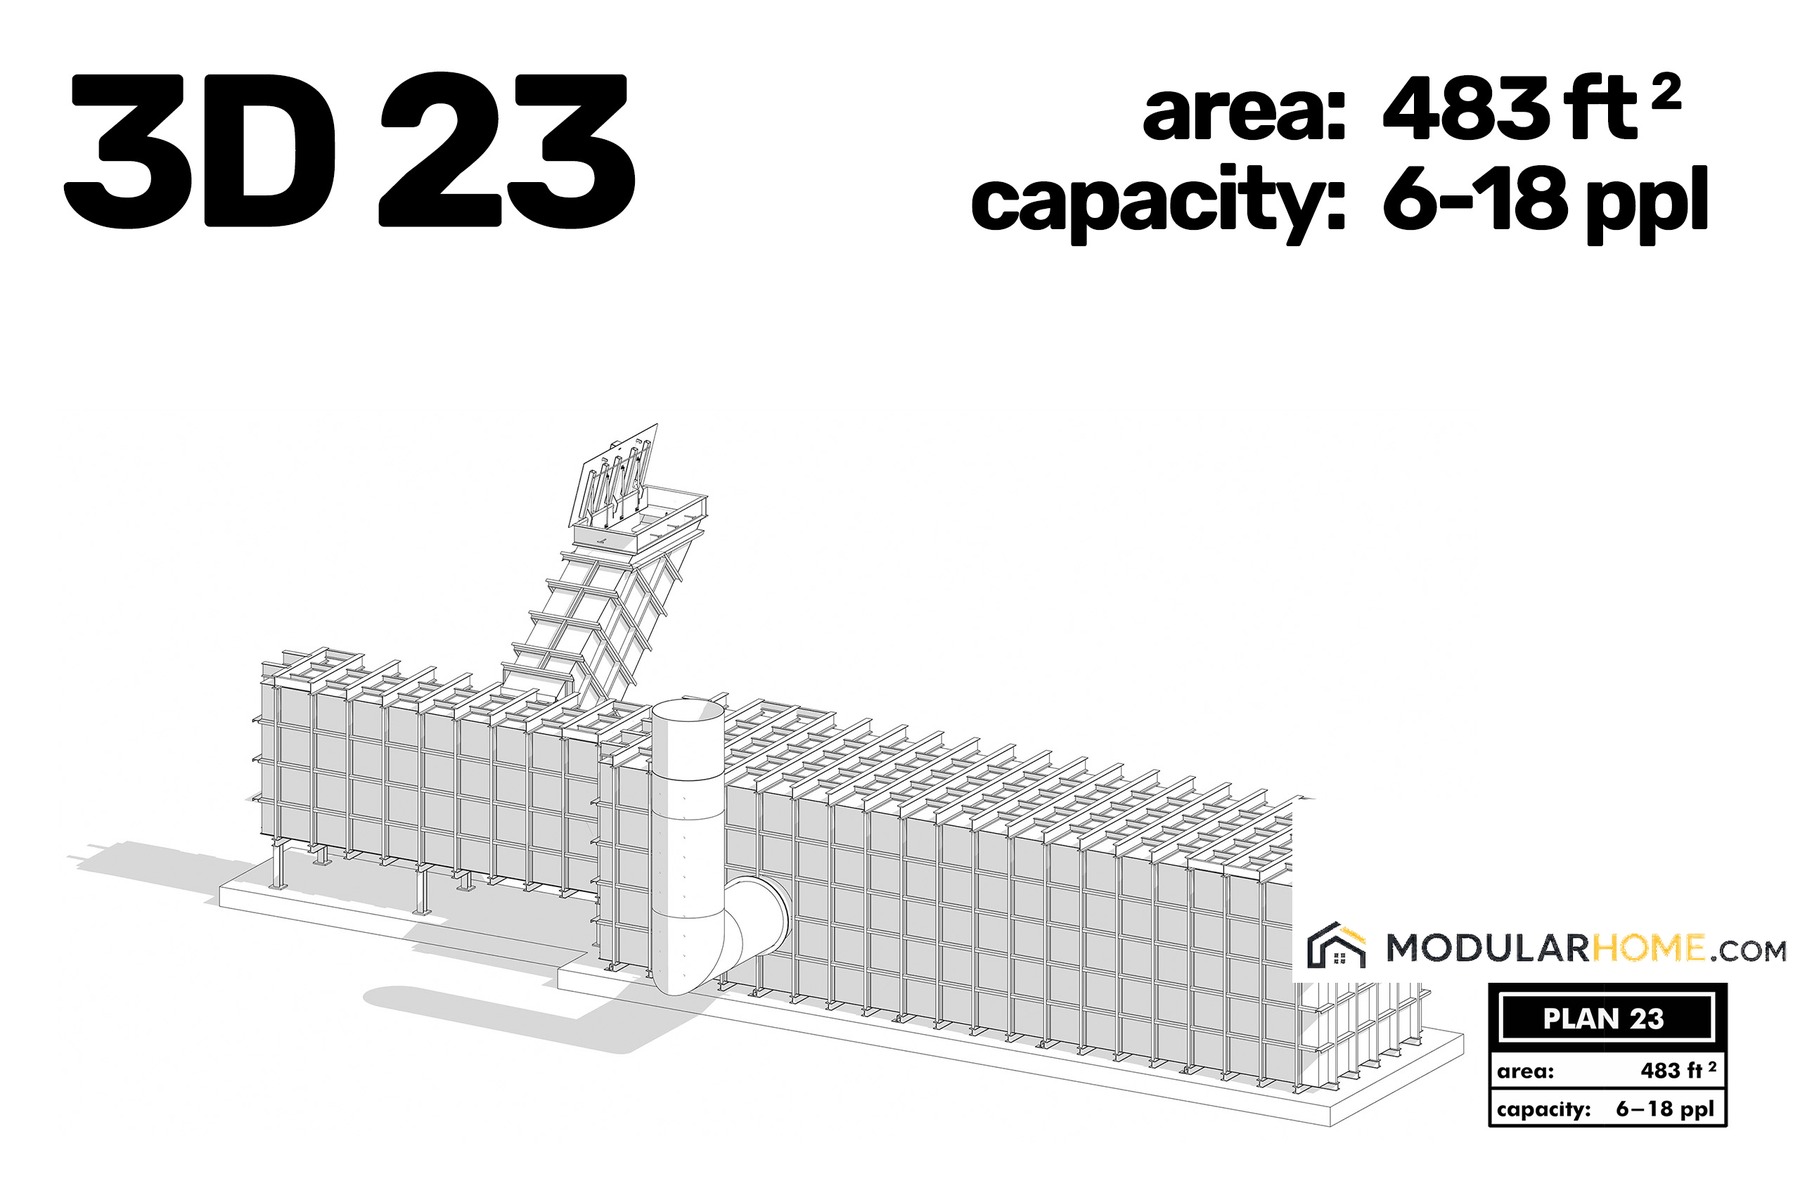 3D 23
area: 483 ft²
capacity: 6-18 ppl
MODULARHOME.COM
PLAN 23
area: 483 ft²
capacity: 6–18 ppl